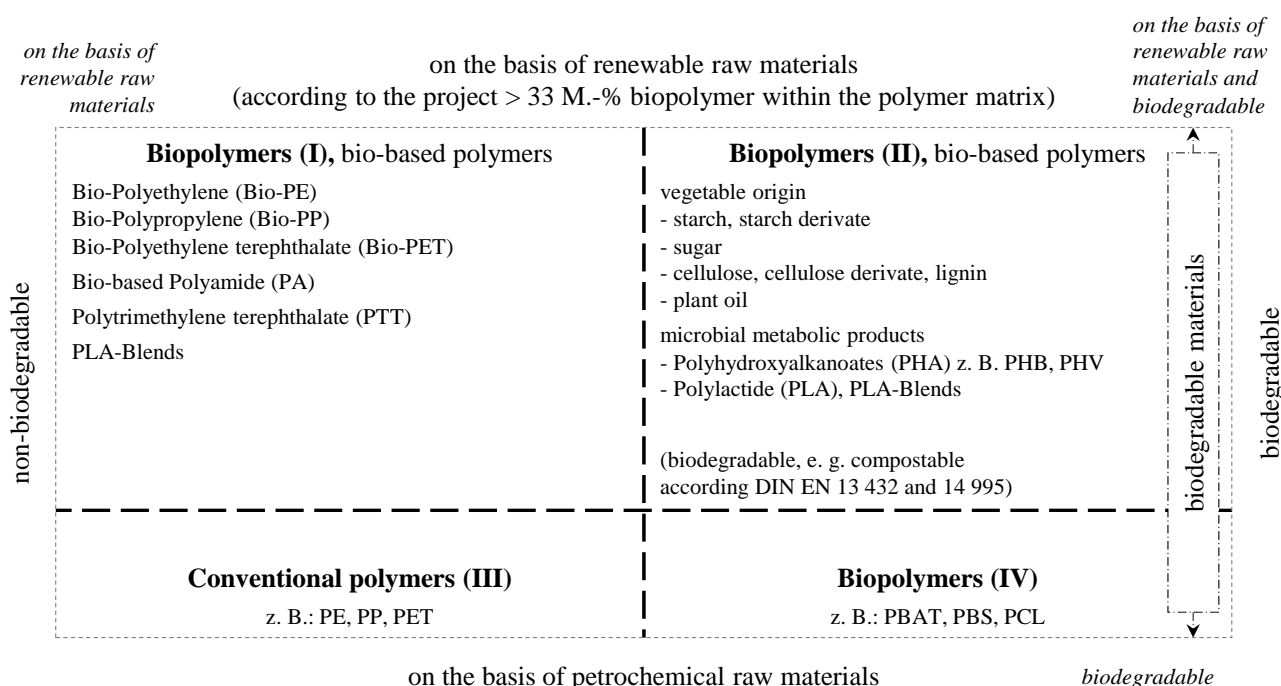 on the basis of
renewable raw
materials
on the basis of renewable raw materials
(according to the project > 33 M.-% biopolymer within the polymer matrix)
on the basis of
renewable raw
materials and
biodegradable
non-biodegradable
Biopolymers (I), bio-based polymers
Bio-Polyethylene (Bio-PE)
Bio-Polypropylene (Bio-PP)
Bio-Polyethylene terephthalate (Bio-PET)
Bio-based Polyamide (PA)
Polytrimethylene terephthalate (PTT)
PLA-Blends
Biopolymers (II), bio-based polymers
vegetable origin
- starch, starch derivate
- sugar
- cellulose, cellulose derivate, lignin
- plant oil
microbial metabolic products
- Polyhydroxyalkanoates (PHA) z. B. PHB, PHV
- Polylactide (PLA), PLA-Blends
(biodegradable, e. g. compostable
according DIN EN 13 432 and 14 995)
biodegradable materials
biodegradable
Conventional polymers (III)
z. B.: PE, PP, PET
Biopolymers (IV)
z. B.: PBAT, PBS, PCL
on the basis of petrochemical raw materials
biodegradable